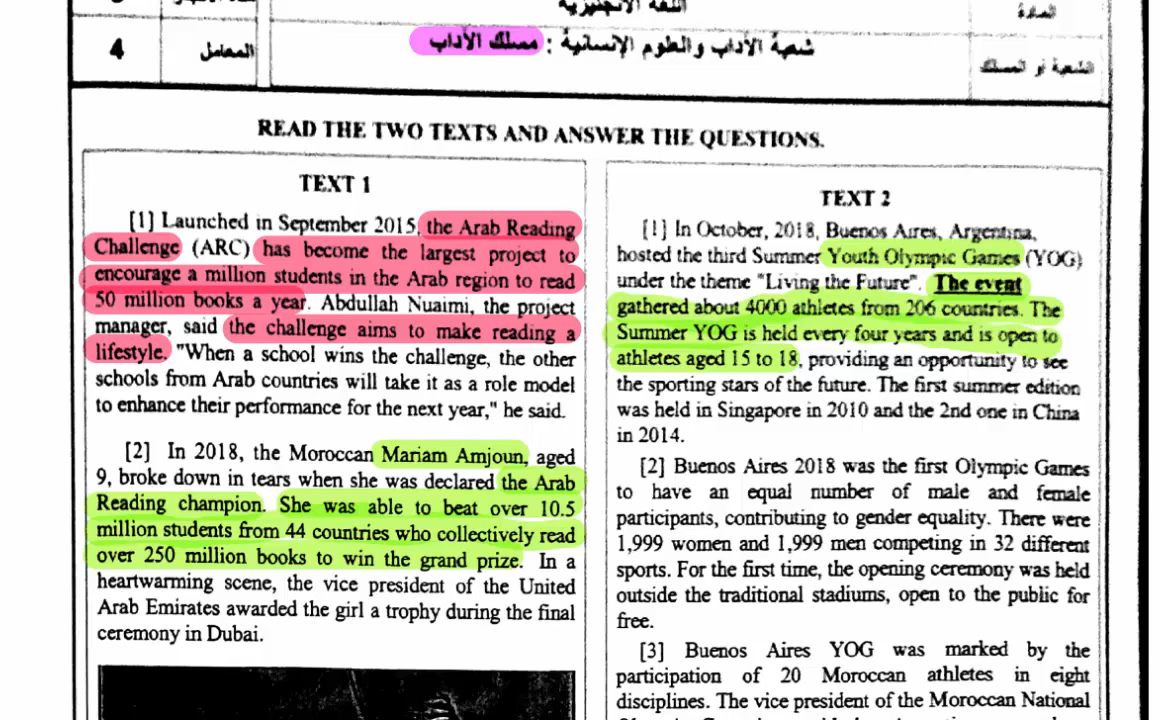 اللغة الإنجليزية
المادة
4
المعامل
شعبة الآداب والعلوم الإنسانية : مسلك الآداب
الشعبة أو المسلك
READ THE TWO TEXTS AND ANSWER THE QUESTIONS.
TEXT 1
[1] Launched in September 2015, the Arab Reading
Challenge (ARC) has become the largest project to
encourage a million students in the Arab region to read
50 million books a year. Abdullah Nuaimi, the project
manager, said the challenge aims to make reading a
lifestyle. "When a school wins the challenge, the other
schools from Arab countries will take it as a role model
to enhance their performance for the next year," he said.
[2] In 2018, the Moroccan Mariam Amjoun, aged
9, broke down in tears when she was declared the Arab
Reading champion. She was able to beat over 10.5
million students from 44 countries who collectively read
over 250 million books to win the grand prize. In a
heartwarming scene, the vice president of the United
Arab Emirates awarded the girl a trophy during the final
ceremony in Dubai.
TEXT 2
[1] In October, 2018, Buenos Aires, Argentina,
hosted the third Summer Youth Olympic Games (YOG)
under the theme "Living the Future". The event
gathered about 4000 athletes from 206 countries. The
Summer YOG is held every four years and is open to
athletes aged 15 to 18, providing an opportunity to see
the sporting stars of the future. The first summer edition
was held in Singapore in 2010 and the 2nd one in China
in 2014.
[2] Buenos Aires 2018 was the first Olympic Games
to have an equal number of male and female
participants, contributing to gender equality. There were
1,999 women and 1,999 men competing in 32 different
sports. For the first time, the opening ceremony was held
outside the traditional stadiums, open to the public for
free.
[3] Buenos Aires YOG was marked by the
participation of 20 Moroccan athletes in eight
disciplines. The vice president of the Moroccan National